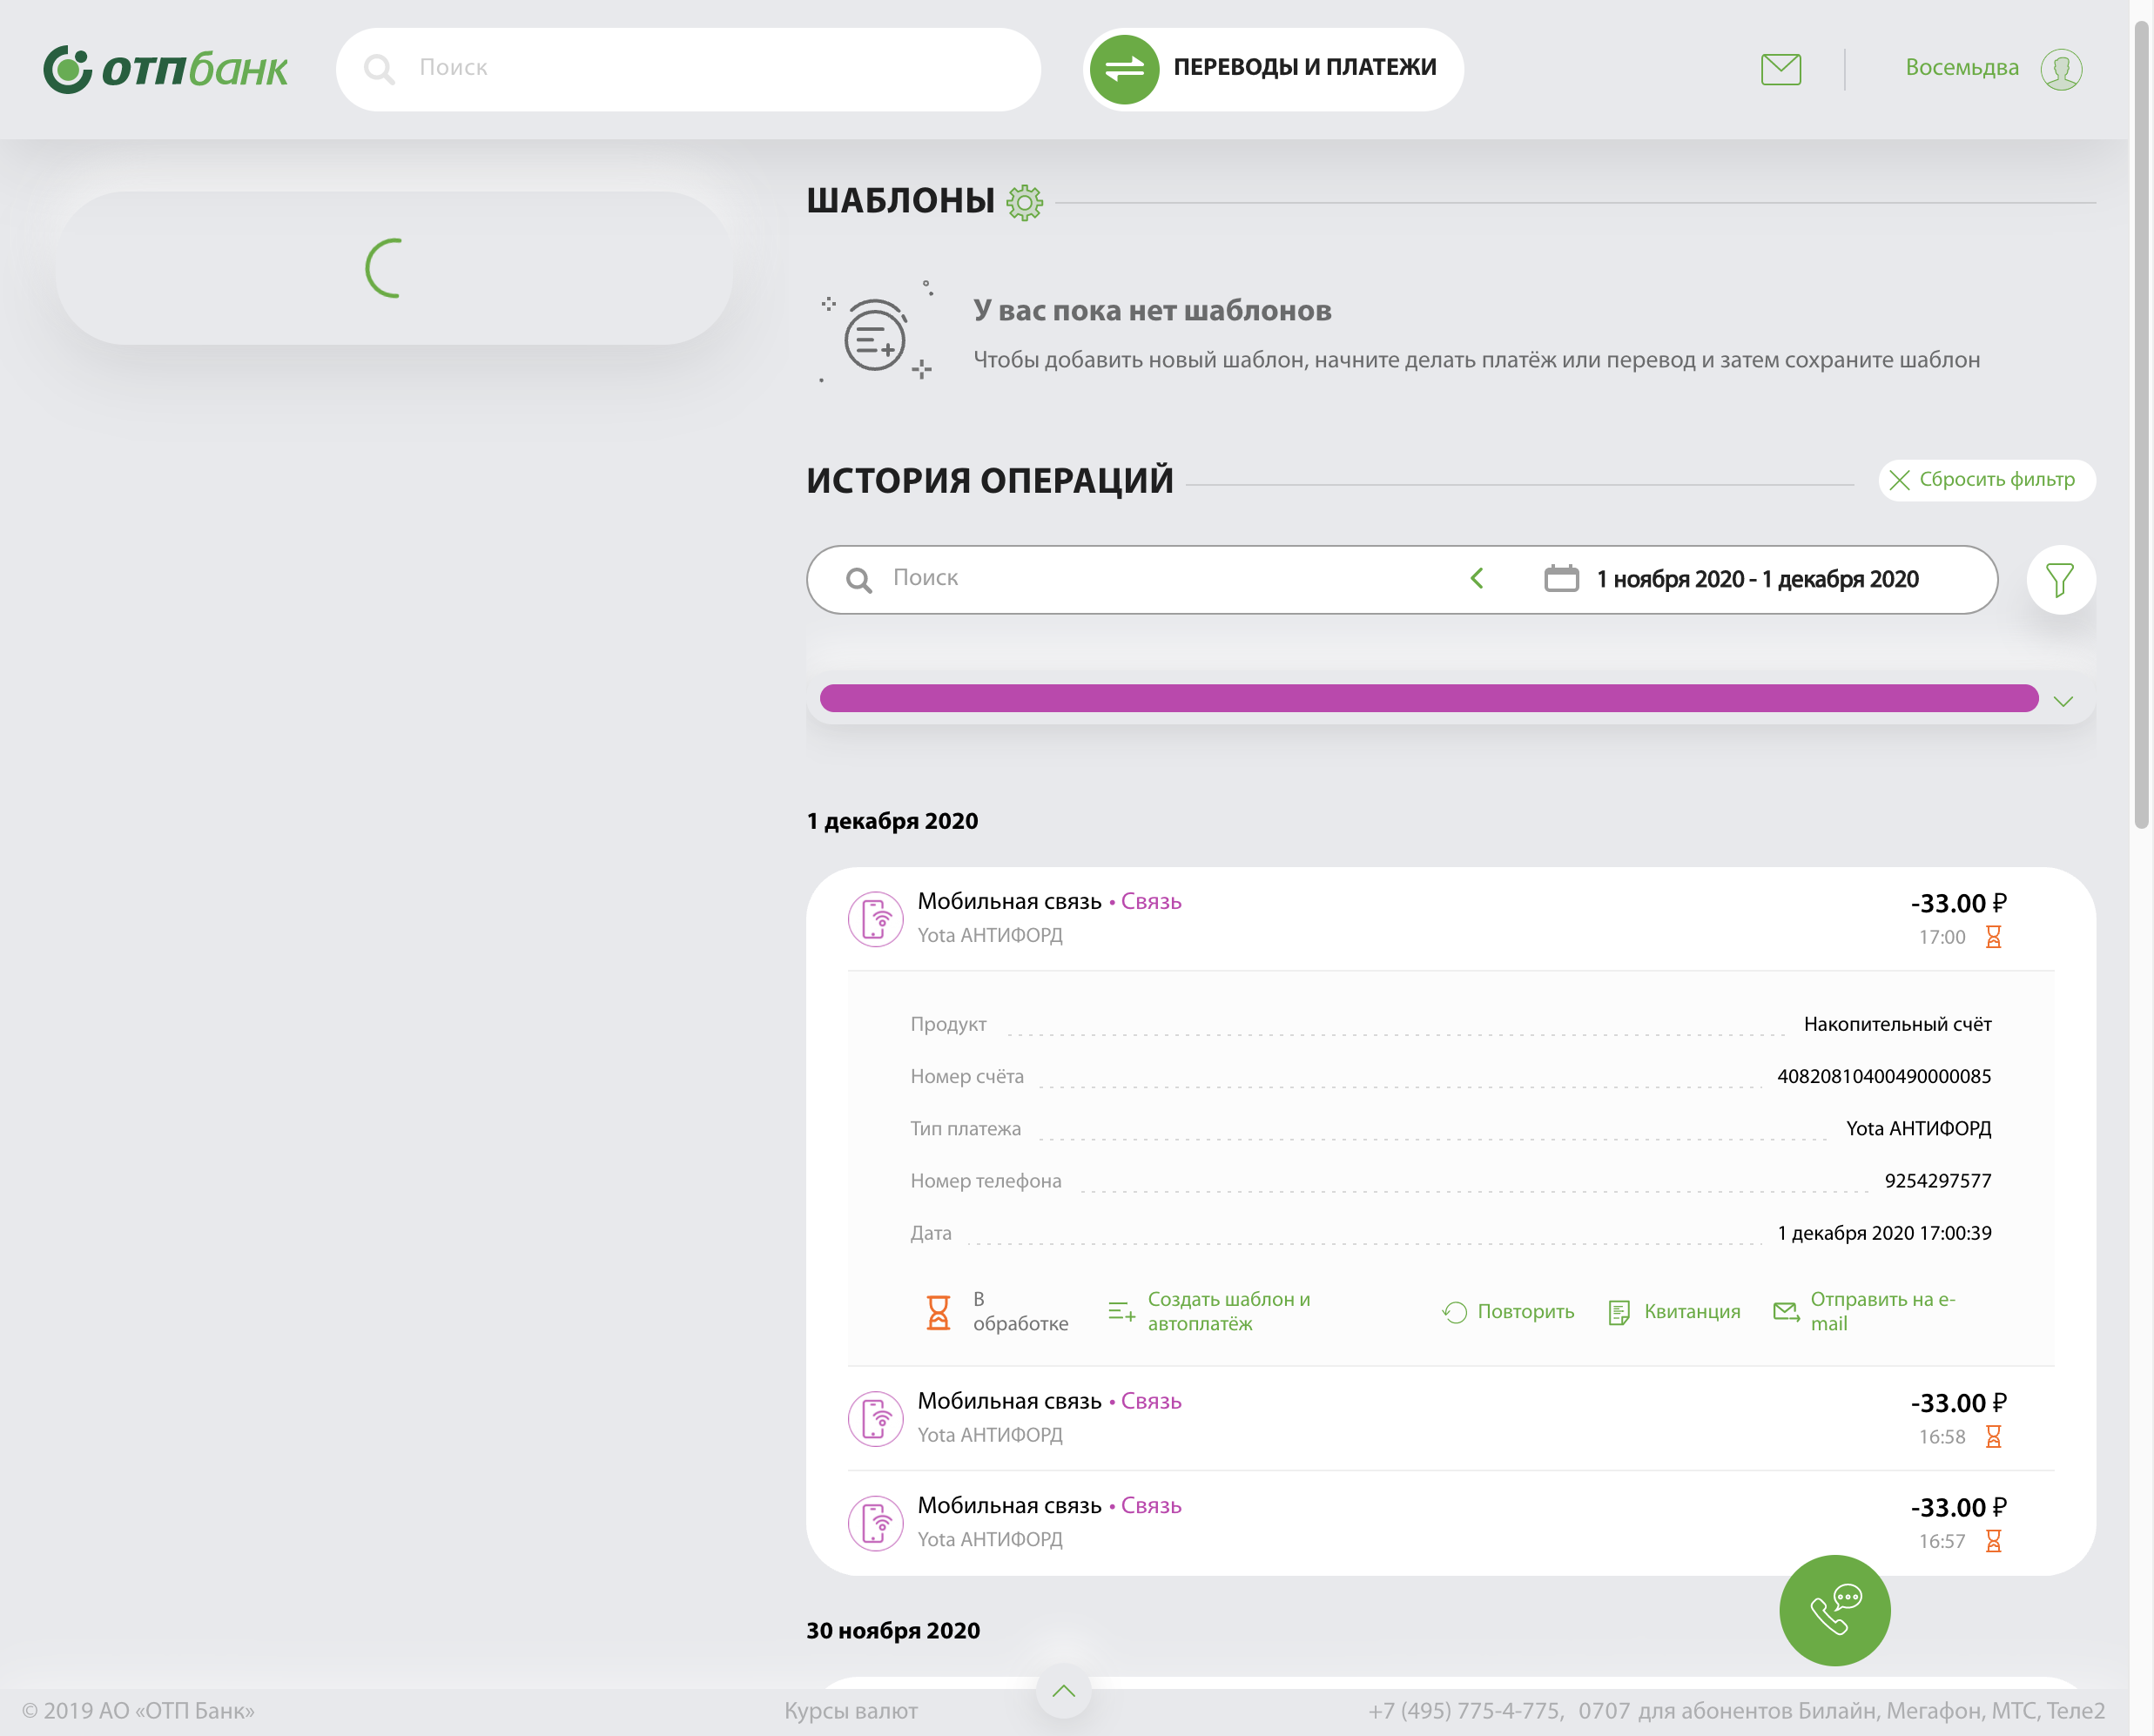 отпбанк
Поиск
ПЕРЕВОДЫ И ПЛАТЕЖИ
Восемьдва
ШАБЛОНЫ
У вас пока нет шаблонов
Чтобы добавить новый шаблон, начните делать платёж или перевод и затем сохраните шаблон
ИСТОРИЯ ОПЕРАЦИЙ
Сбросить фильтр
Поиск
1 ноября 2020 - 1 декабря 2020
1 декабря 2020
Мобильная связь • Связь
-33.00 ₽
Yota АНТИФОРД
17:00
Продукт
Накопительный счёт
Номер счёта
40820810400490000085
Тип платежа
Yota АНТИФОРД
Номер телефона
9254297577
Дата
1 декабря 2020 17:00:39
В
обработке
Создать шаблон и
автоплатёж
Повторить
Квитанция
Отправить на e-
mail
Мобильная связь • Связь
-33.00 ₽
Yota АНТИФОРД
16:58
Мобильная связь • Связь
-33.00 ₽
Yota АНТИФОРД
16:57
30 ноября 2020
© 2019 АО «ОТП Банк»
Курсы валют
+7 (495) 775-4-775, 0707 для абонентов Билайн, Мегафон, МТС, Теле2